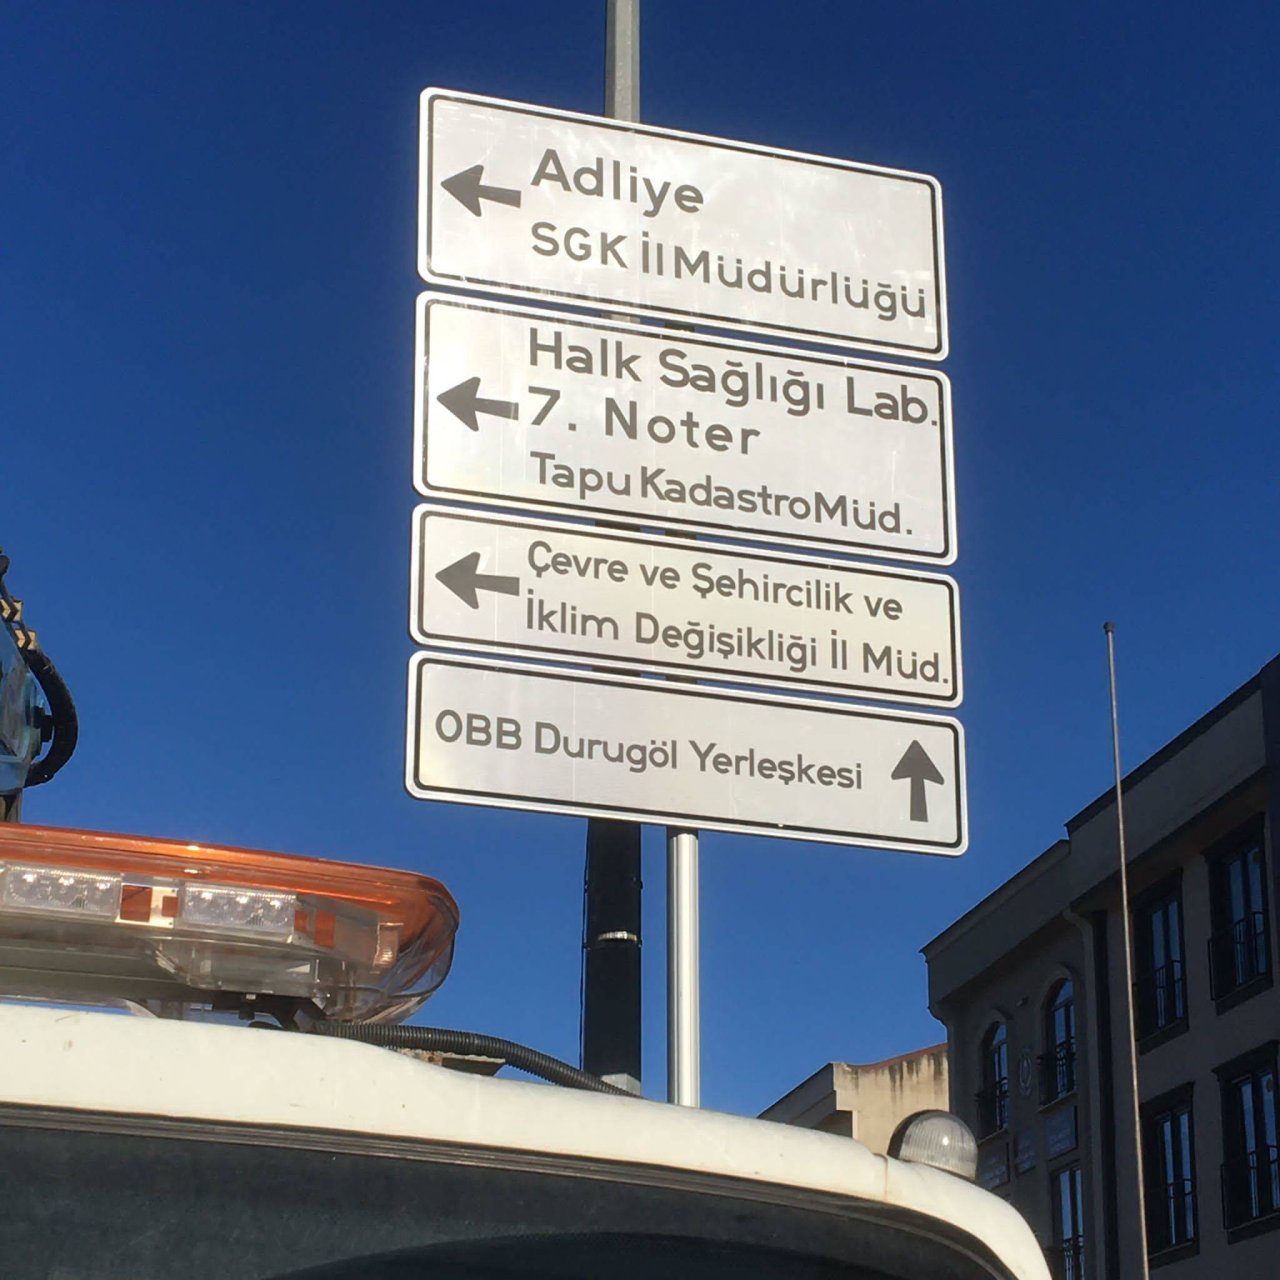 Adliye
SGK İl Müdürlüğü
Halk Sağlığı Lab.
7. Noter
Tapu Kadastro Müd.
Çevre ve Şehircilik ve
İklim Değişikliği İl Müd.
OBB Durugöl Yerleşkesi